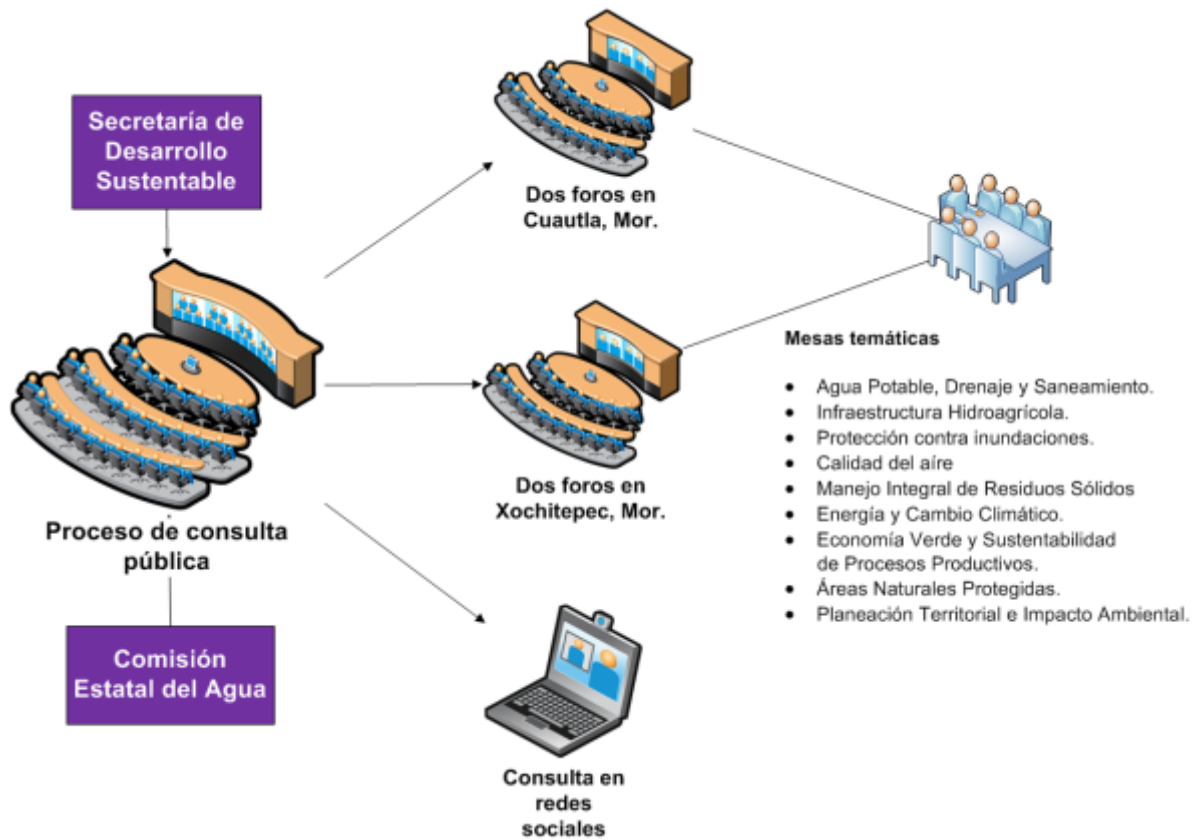 Secretaría de
Desarrollo
Sustentable
Proceso de consulta
pública
Comisión
Estatal del Agua
Dos foros en
Cuautla, Mor.
Dos foros en
Xochitepec, Mor.
Consulta en
redes
sociales
Mesas temáticas
• Agua Potable, Drenaje y Saneamiento.
• Infraestructura Hidroagrícola.
• Protección contra inundaciones.
• Calidad del aíre
• Manejo Integral de Residuos Sólidos
• Energía y Cambio Climático.
• Economía Verde y Sustentabilidad
de Procesos Productivos.
• Áreas Naturales Protegidas.
• Planeación Territorial e Impacto Ambiental.